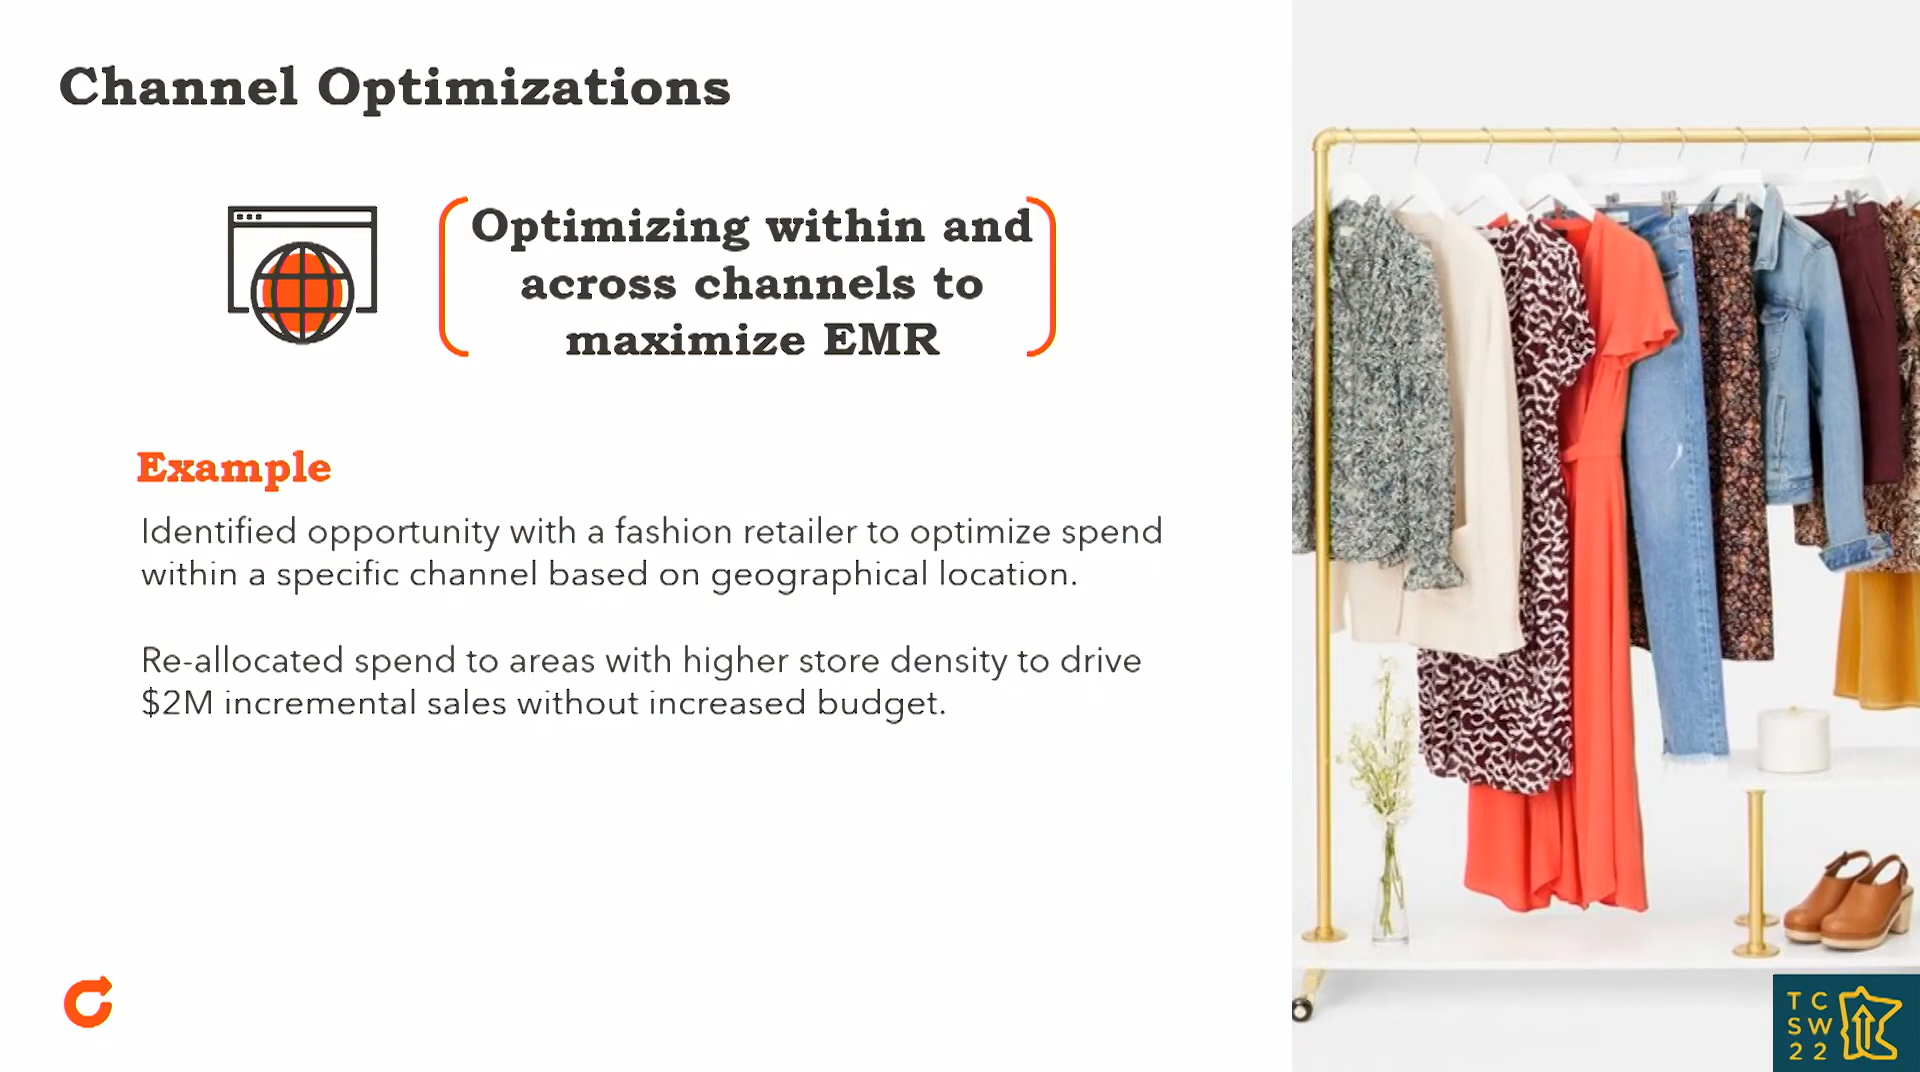 Channel Optimizations
Optimizing within and
across channels to
maximize EMR
Example
Identified opportunity with a fashion retailer to optimize spend
within a specific channel based on geographical location.
Re-allocated spend to areas with higher store density to drive
$2M incremental sales without increased budget.
T C
S W
2 2